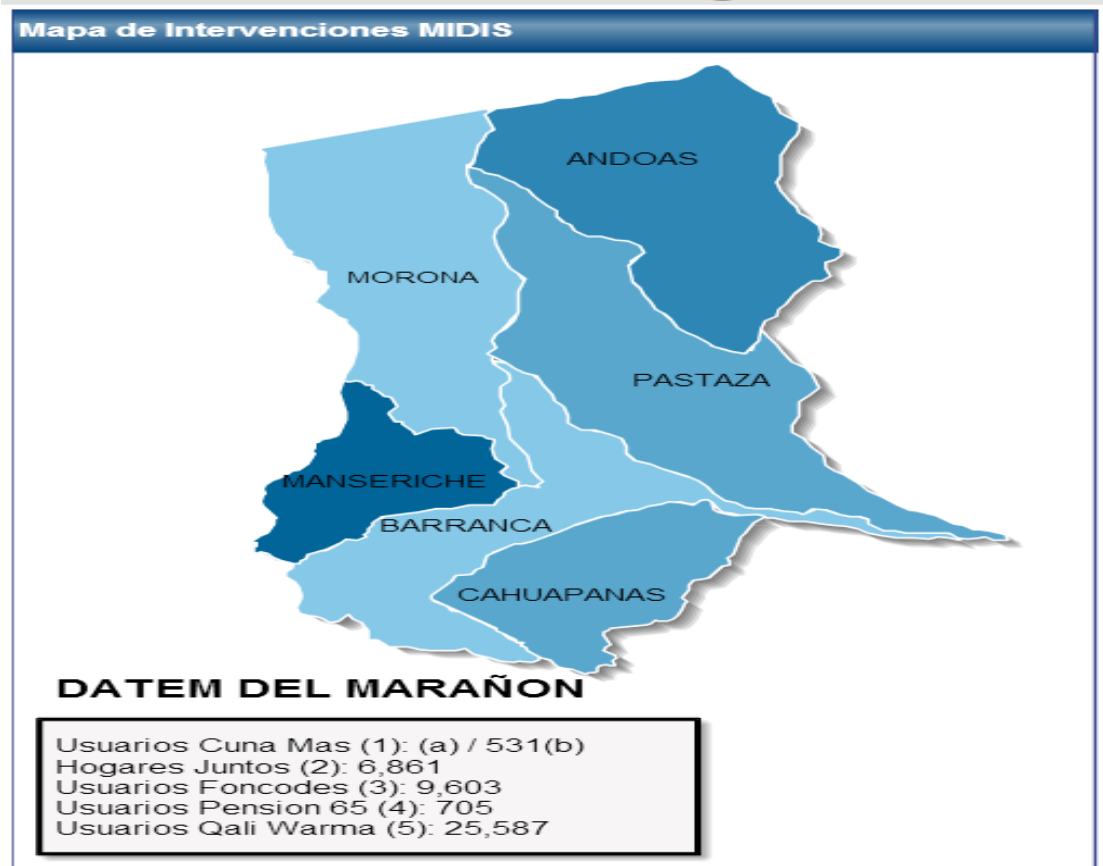 Mapa de Intervenciones MIDIS
ANDOAS
MORONA
PASTAZA
MANSERICHE
BARRANCA
CAHUAPANAS
DATEM DEL MARAÑON
Usuarios Cuna Mas (1): (a) / 531(b)
Hogares Juntos (2): 6,861
Usuarios Foncodes (3): 9,603
Usuarios Pension 65 (4): 705
Usuarios Qali Warma (5): 25,587